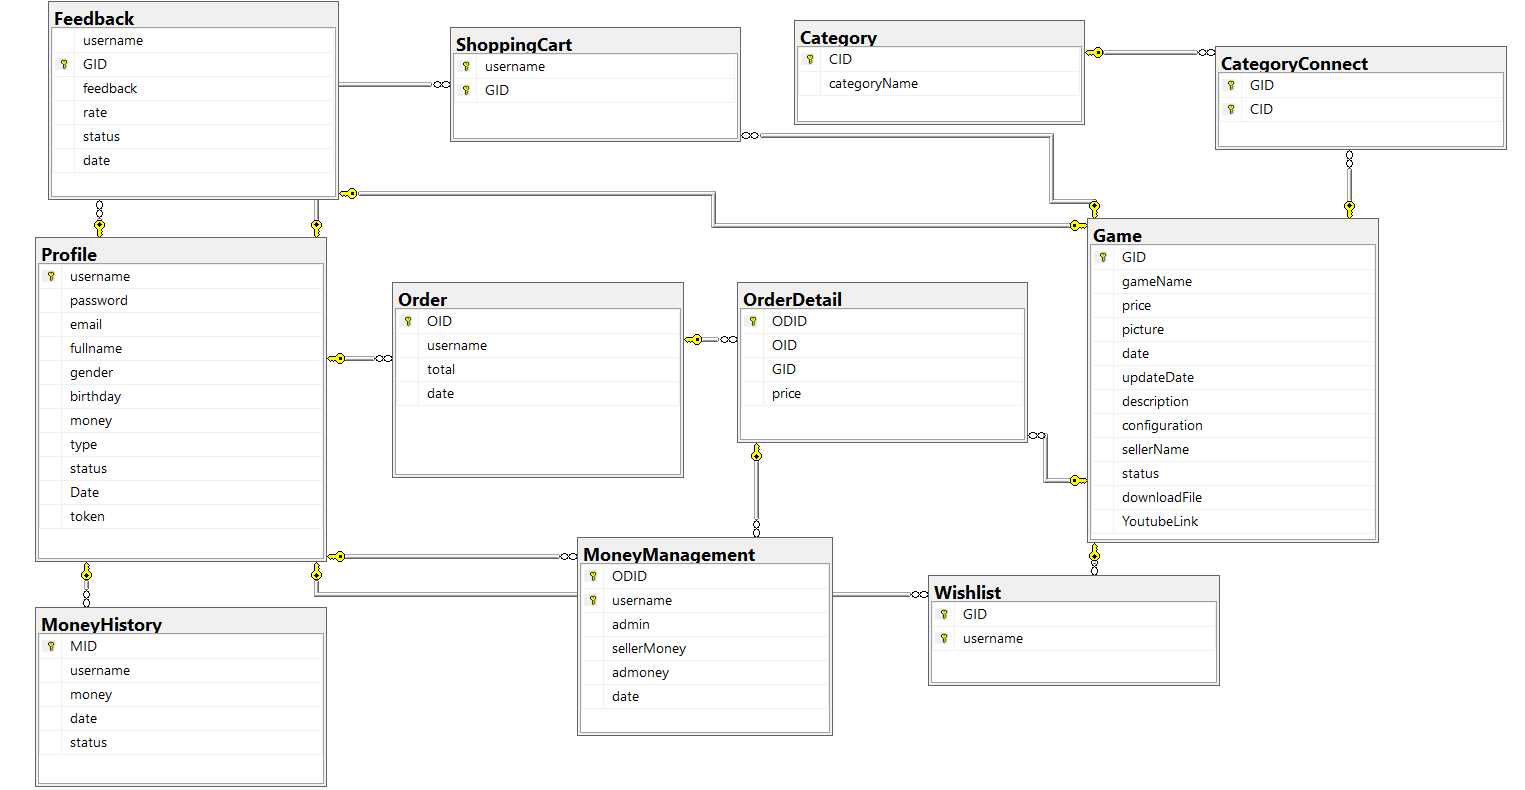 Feedback
username
GID
feedback
rate
status
date
ShoppingCart
username
GID
Category
CID
categoryName
CategoryConnect
GID
CID
Profile
username
password
email
fullname
gender
birthday
money
type
status
Date
token
Order
OID
username
total
date
OrderDetail
ODID
OID
GID
price
Game
GID
gameName
price
picture
date
updateDate
description
configuration
sellerName
status
downloadFile
YoutubeLink
MoneyHistory
MID
username
money
date
status
MoneyManagement
ODID
username
admin
sellerMoney
admoney
date
Wishlist
GID
username